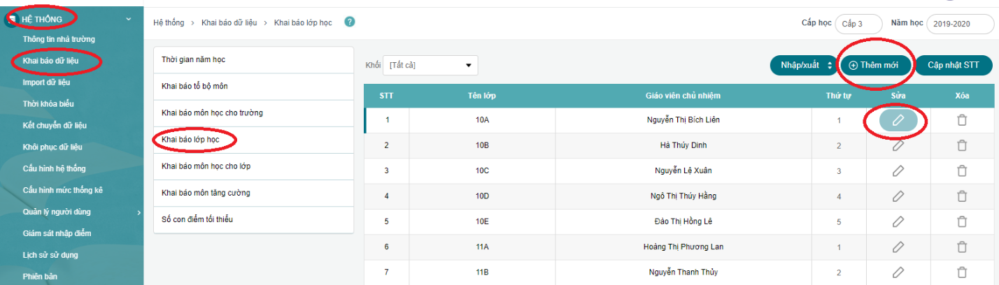 HỆ THỐNG
Thông tin nhà trường
Khai báo dữ liệu
Import dữ liệu
Thời khóa biểu
Kết chuyển dữ liệu
Khôi phục dữ liệu
Cấu hình hệ thống
Cấu hình mức thống kê
Quản lý người dùng >
Giám sát nhập điểm
Lịch sử sử dụng
Phiên bản
Hệ thống > Khai báo dữ liệu > Khai báo lớp học ?
Cấp học Cấp 3 Năm học 2019-2020
Thời gian năm học
Khai báo tổ bộ môn
Khai báo môn học cho trường
Khai báo lớp học
Khai báo môn học cho lớp
Khai báo môn tăng cường
Số con điểm tối thiểu
Khối [Tất cả] Nhập/xuất Thêm mới Cập nhật STT
STT Tên lớp Giáo viên chủ nhiệm Thứ tự Sửa Xóa
1 10A Nguyễn Thị Bích Liên 1
2 10B Hà Thúy Dinh 2
3 10C Nguyễn Lệ Xuân 3
4 10D Ngô Thị Thúy Hằng 4
5 10E Đào Thị Hồng Lê 5
6 11A Hoàng Thị Phương Lan 1
7 11B Nguyễn Thanh Thủy 2